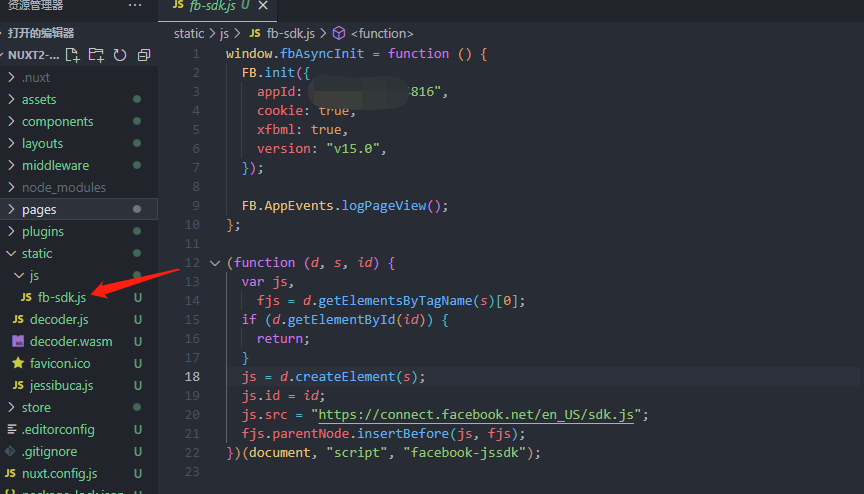 资源管理器 ···
JS fb-sdk.js U ×
打开的编辑器
static > js > JS fb-sdk.js > <function>
NUXT2-...
.nuxt
assets
components
layouts
middleware
node_modules
pages
plugins
static
js
JS fb-sdk.js U
JS decoder.js U
decoder.wasm U
favicon.ico U
JS jessibuca.js U
store
.editorconfig U
.gitignore U
JS nuxt.config.js U
1 window.fbAsyncInit = function () {
2 FB.init({
3 appId: 816",
4 cookie: true,
5 xfbml: true,
6 version: "v15.0",
7 });
8
9 FB.AppEvents.logPageView();
10 };
11
12 (function (d, s, id) {
13 var js,
14 fjs = d.getElementsByTagName(s)[0];
15 if (d.getElementById(id)) {
16 return;
17 }
18 js = d.createElement(s);
19 js.id = id;
20 js.src = "https://connect.facebook.net/en_US/sdk.js";
21 fjs.parentNode.insertBefore(js, fjs);
22 })(document, "script", "facebook-jssdk");
23